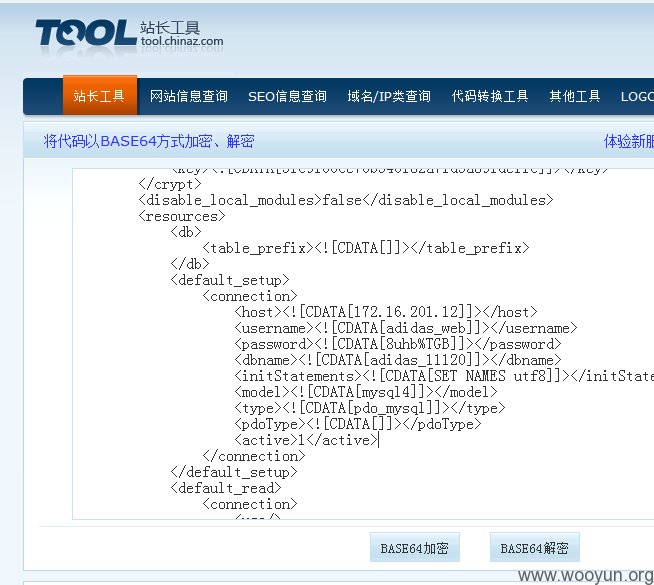 TOOL 站长工具
tool.chinaz.com
站长工具 网站信息查询 SEO信息查询 域名/IP类查询 代码转换工具 其他工具 LOGO
将代码以BASE64方式加密、解密 体验新服
</crypt>
<disable_local_modules>false</disable_local_modules>
<resources>
<db>
<table_prefix><![CDATA[]]></table_prefix>
</db>
<default_setup>
<connection>
<host><![CDATA[172.16.201.12]]></host>
<username><![CDATA[adidas_web]]></username>
<password><![CDATA[8uhb%TGB]]></password>
<dbname><![CDATA[adidas_11120]]></dbname>
<initStatements><![CDATA[SET NAMES utf8]]></initState
<model><![CDATA[mysql4]]></model>
<type><![CDATA[pdo_mysql]]></type>
<pdoType><![CDATA[]]></pdoType>
<active>1</active>
</connection>
</default_setup>
<default_read>
<connection>
BASE64加密 BASE64解密
www.wooyun.org